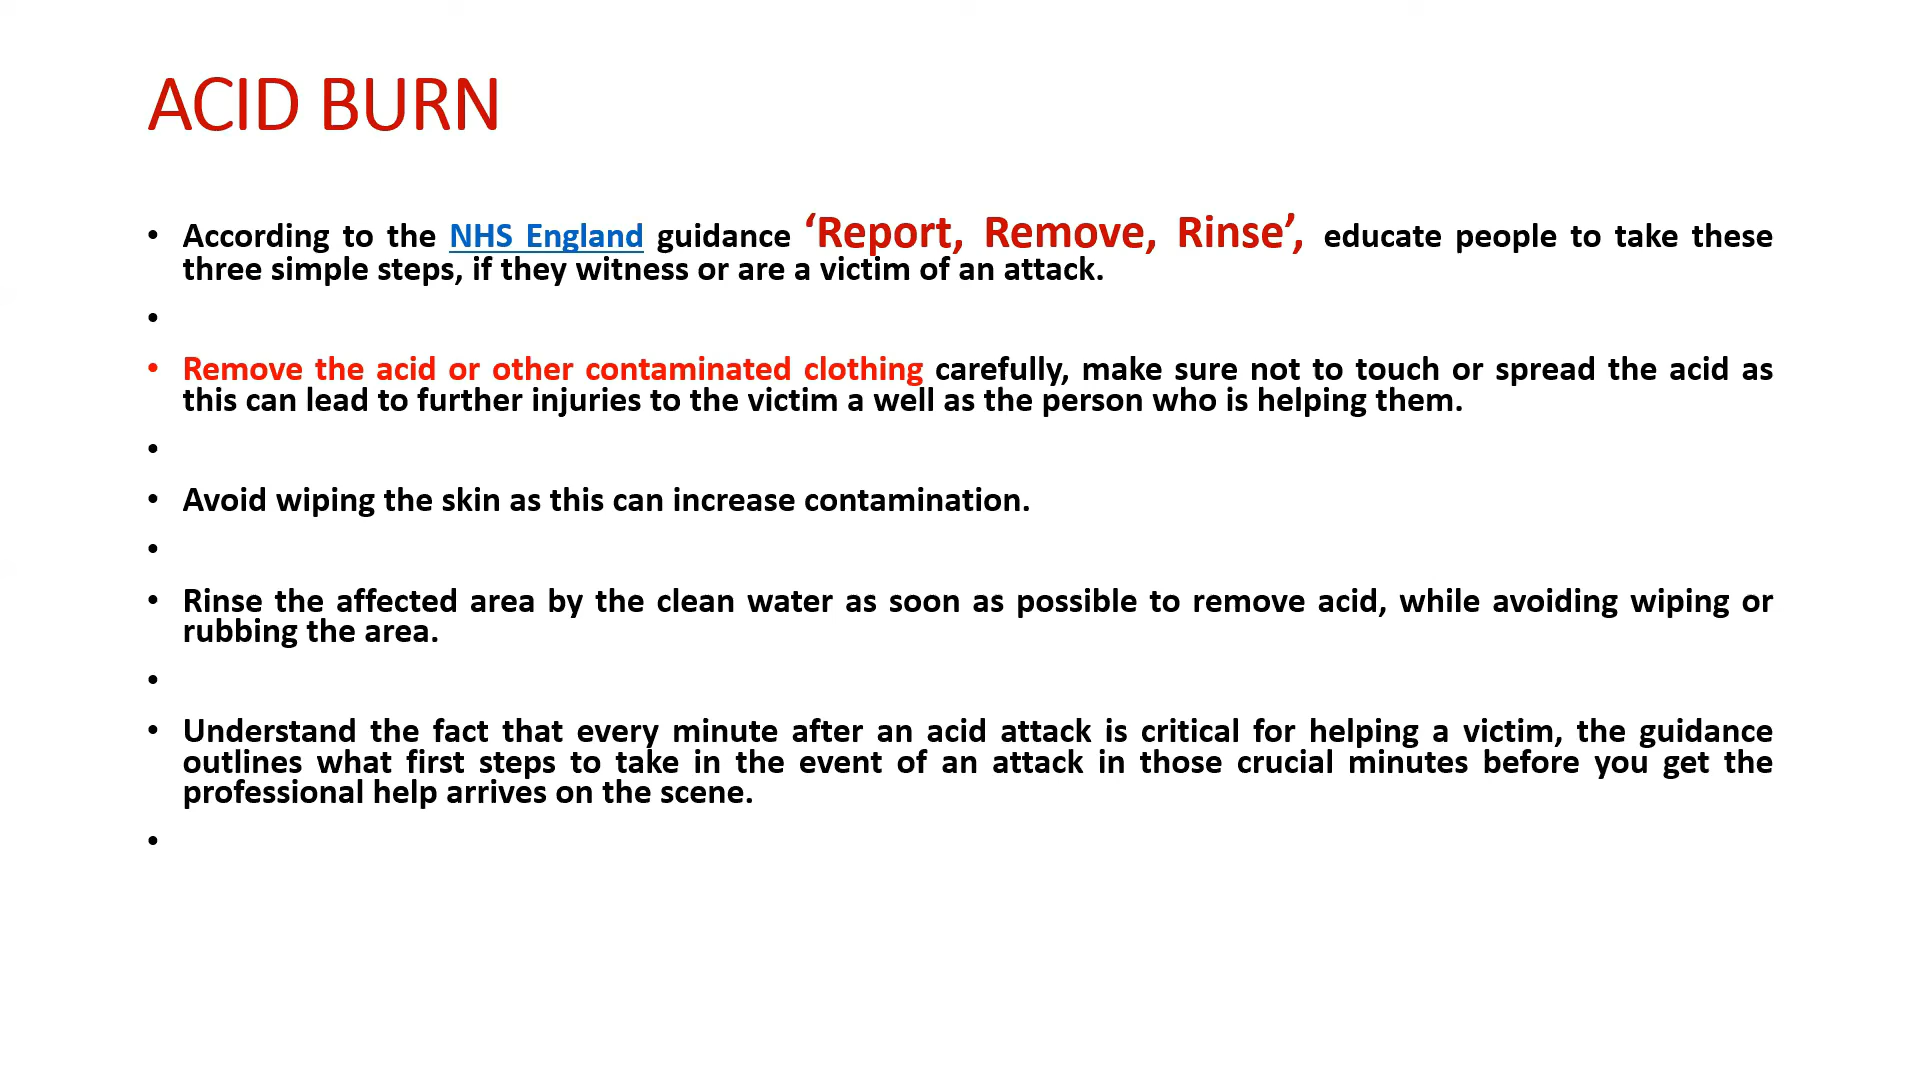 ACID BURN
• According to the NHS England guidance ‘Report, Remove, Rinse’, educate people to take these
three simple steps, if they witness or are a victim of an attack.
•
• Remove the acid or other contaminated clothing carefully, make sure not to touch or spread the acid as
this can lead to further injuries to the victim a well as the person who is helping them.
•
• Avoid wiping the skin as this can increase contamination.
•
• Rinse the affected area by the clean water as soon as possible to remove acid, while avoiding wiping or
rubbing the area.
•
• Understand the fact that every minute after an acid attack is critical for helping a victim, the guidance
outlines what first steps to take in the event of an attack in those crucial minutes before you get the
professional help arrives on the scene.
•